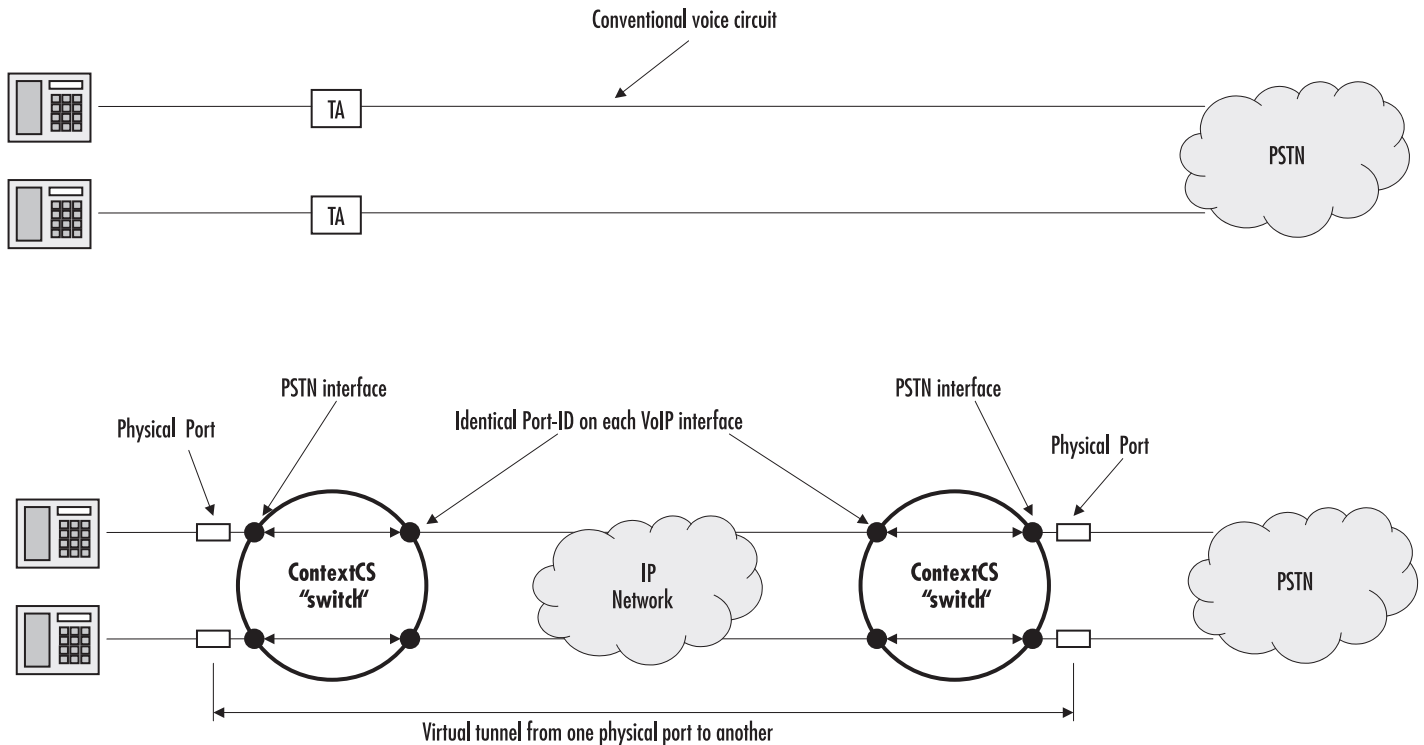 Conventional voice circuit
TA
PSTN
TA
PSTN interface
PSTN interface
Identical Port-ID on each VoIP interface
Physical Port
Physical Port
ContextCS
“switch“
IP
Network
ContextCS
“switch“
PSTN
Virtual tunnel from one physical port to another